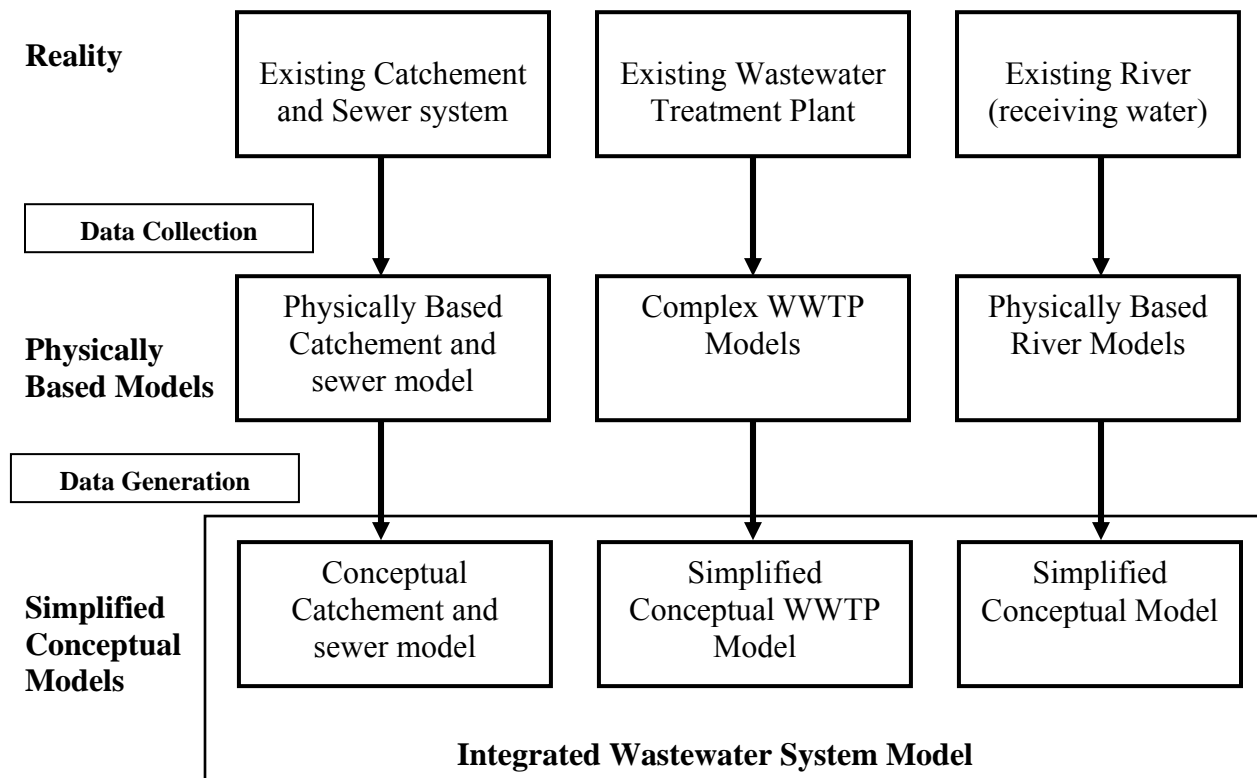 Reality
Existing Catchement
and Sewer system
Existing Wastewater
Treatment Plant
Existing River
(receiving water)
Data Collection
Physically
Based Models
Physically Based
Catchement and
sewer model
Complex WWTP
Models
Physically Based
River Models
Data Generation
Simplified
Conceptual
Models
Conceptual
Catchement and
sewer model
Simplified
Conceptual WWTP
Model
Simplified
Conceptual Model
Integrated Wastewater System Model